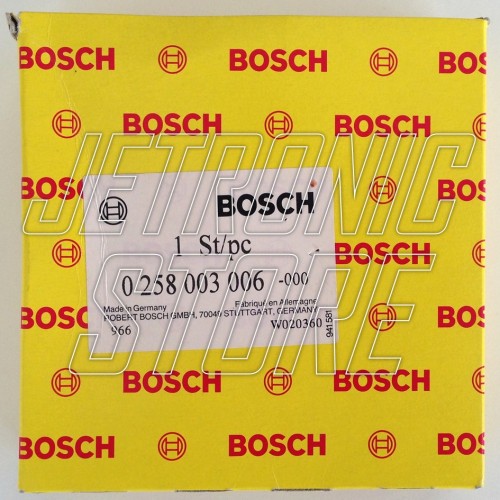 BOSCH BOSCH
BOSCH BOSCH
BOSCH BOSCH
JETRONIC
STORE
BOSCH
1 St/pc
0 258 003 006 -000
Made in Germany Fabriqué en Allemagne
ROBERT BOSCH GMBH, 70049 STUTTGART, GERMANY
966 W020360
941581
BOSCH
BOSCH
BOSCH BOSCH
BOSCH BOSCH
BOSCH BOSCH